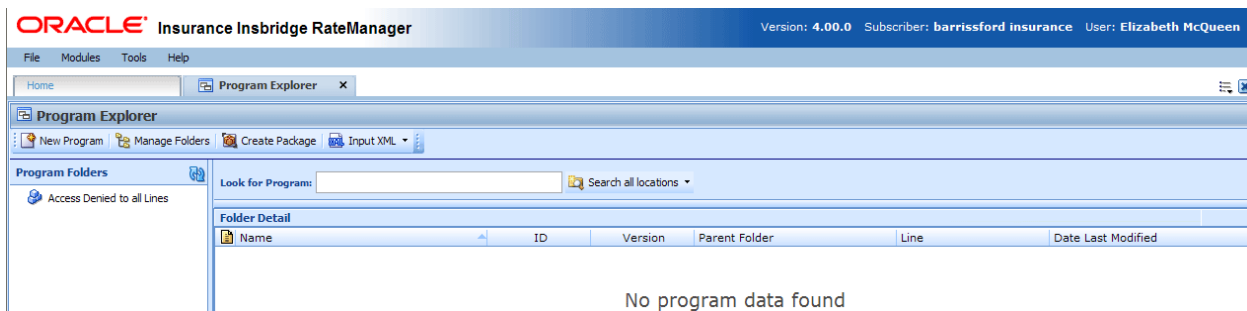 ORACLE Insurance Insbridge RateManager
Version: 4.00.0 Subscriber: barrissford insurance User: Elizabeth McQueen
File Modules Tools Help
Home Program Explorer x
Program Explorer
New Program Manage Folders Create Package Input XML
Program Folders
Look for Program: Search all locations
Access Denied to all Lines
Folder Detail
Name ID Version Parent Folder Line Date Last Modified
No program data found